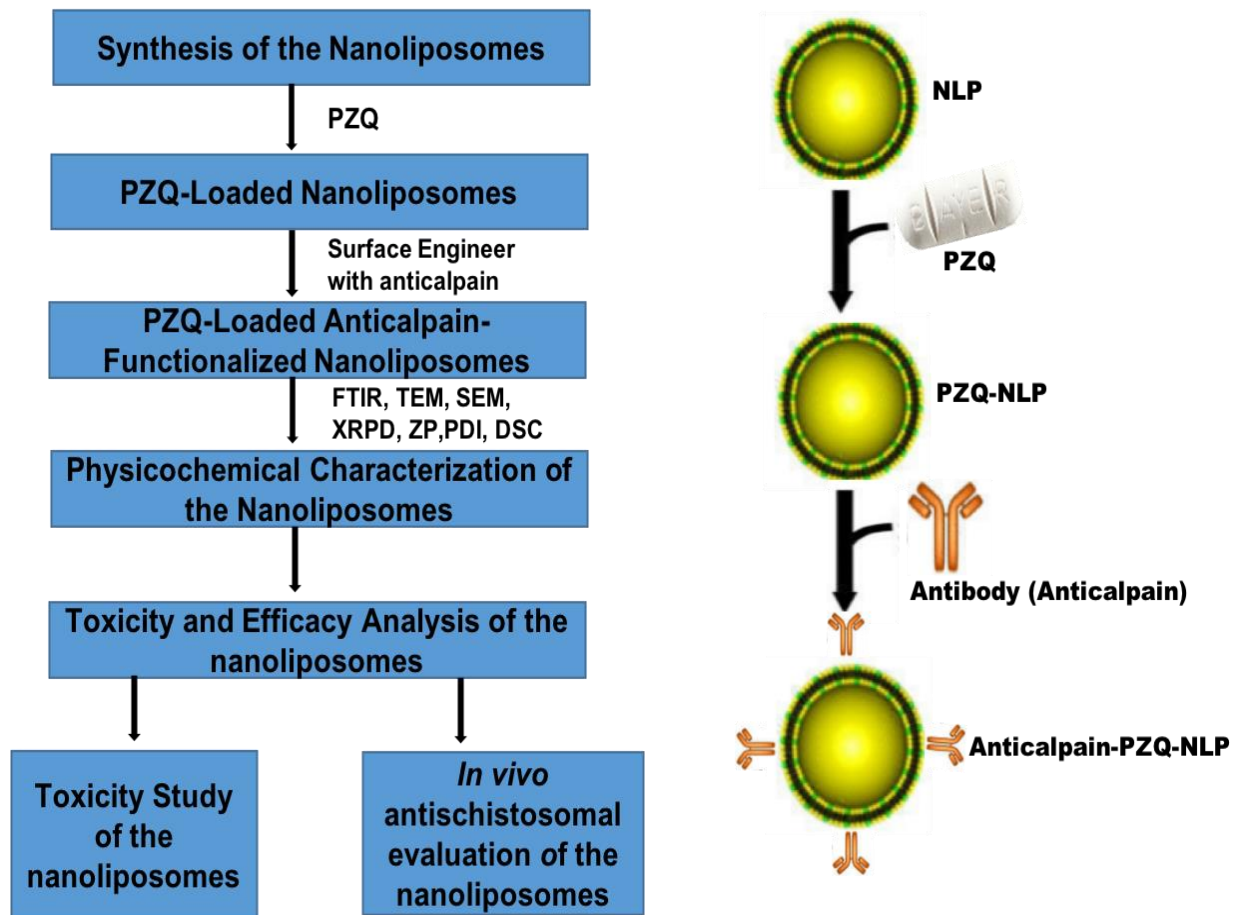 Synthesis of the Nanoliposomes
PZQ
PZQ-Loaded Nanoliposomes
Surface Engineer
with anticalpain
PZQ-Loaded Anticalpain-
Functionalized Nanoliposomes
FTIR, TEM, SEM,
XRPD, ZP,PDI, DSC
Physicochemical Characterization of
the Nanoliposomes
Toxicity and Efficacy Analysis of the
nanoliposomes
Toxicity Study
of the
nanoliposomes
In vivo
antischistosomal
evaluation of the
nanoliposomes
NLP
BAYER
PZQ
PZQ-NLP
Antibody (Anticalpain)
Anticalpain-PZQ-NLP